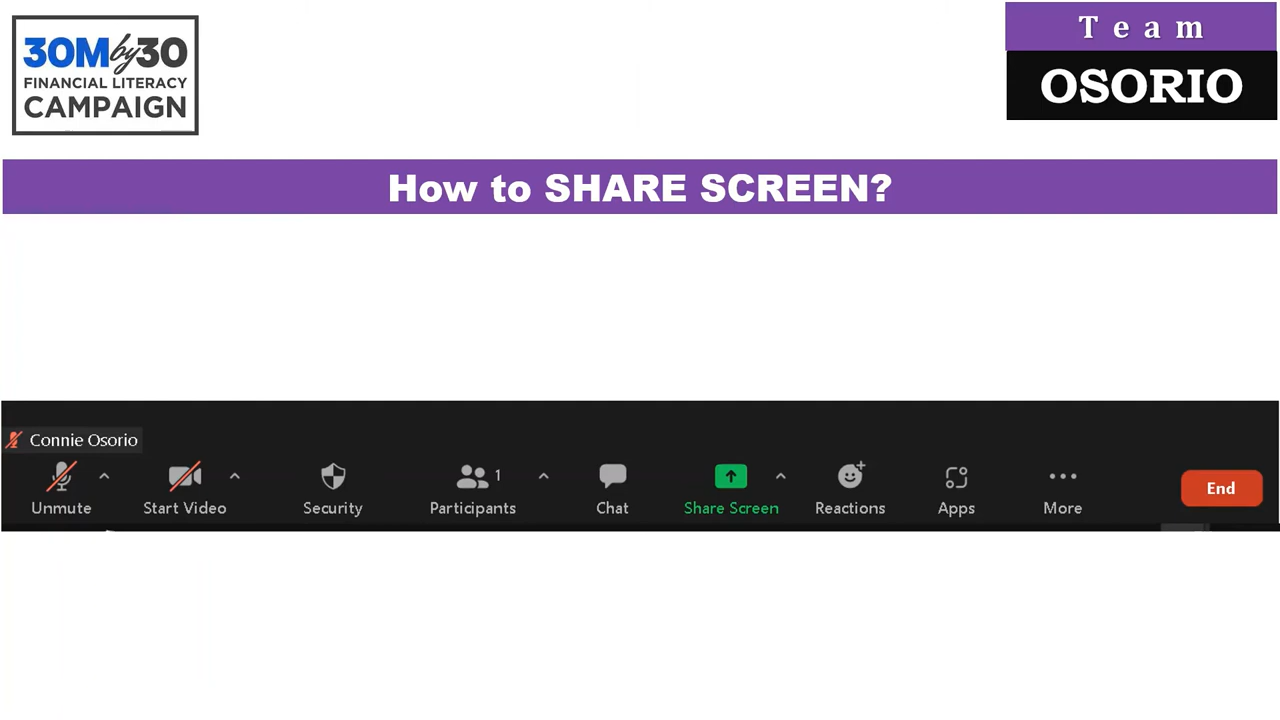 30M by 30
FINANCIAL LITERACY
CAMPAIGN
Team
OSORIO
How to SHARE SCREEN?
Connie Osorio
1
Unmute Start Video Security Participants Chat Share Screen Reactions Apps More End